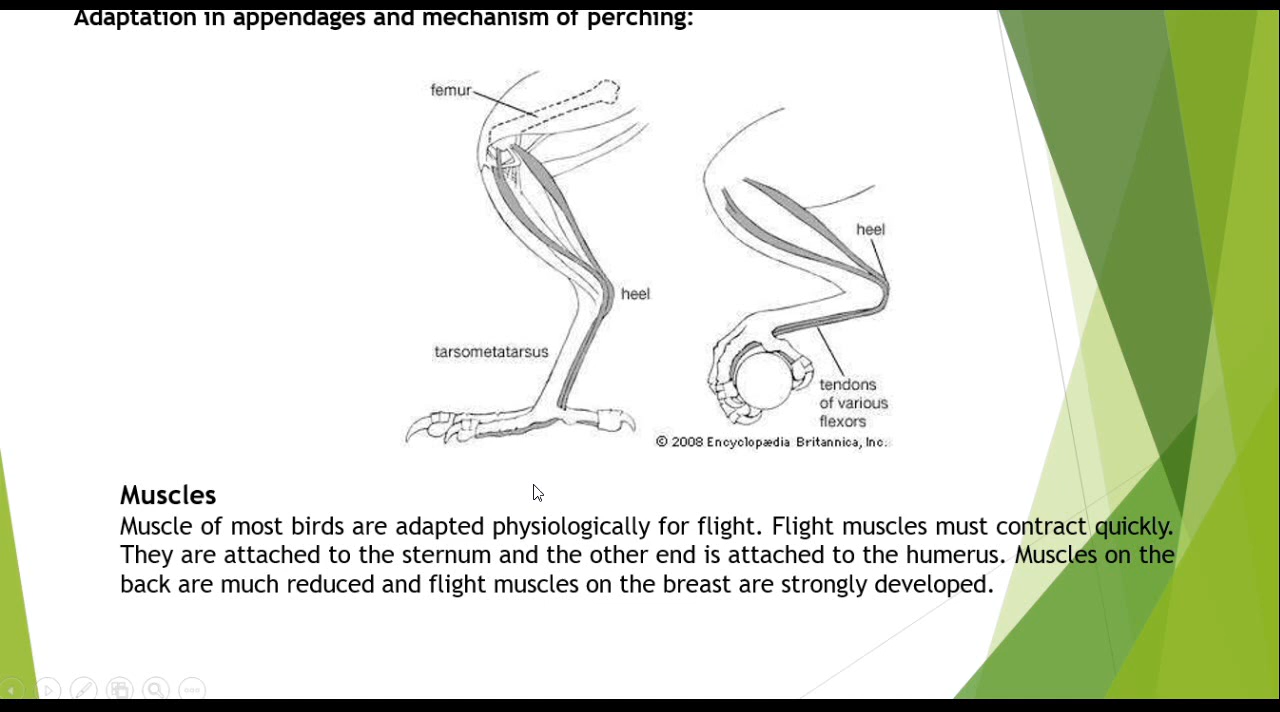 Adaptation in appendages and mechanism of perching:
femur
heel
heel
tarsometatarsus
tendons
of various
flexors
© 2008 Encyclopædia Britannica, Inc.
Muscles
Muscle of most birds are adapted physiologically for flight. Flight muscles must contract quickly.
They are attached to the sternum and the other end is attached to the humerus. Muscles on the
back are much reduced and flight muscles on the breast are strongly developed.